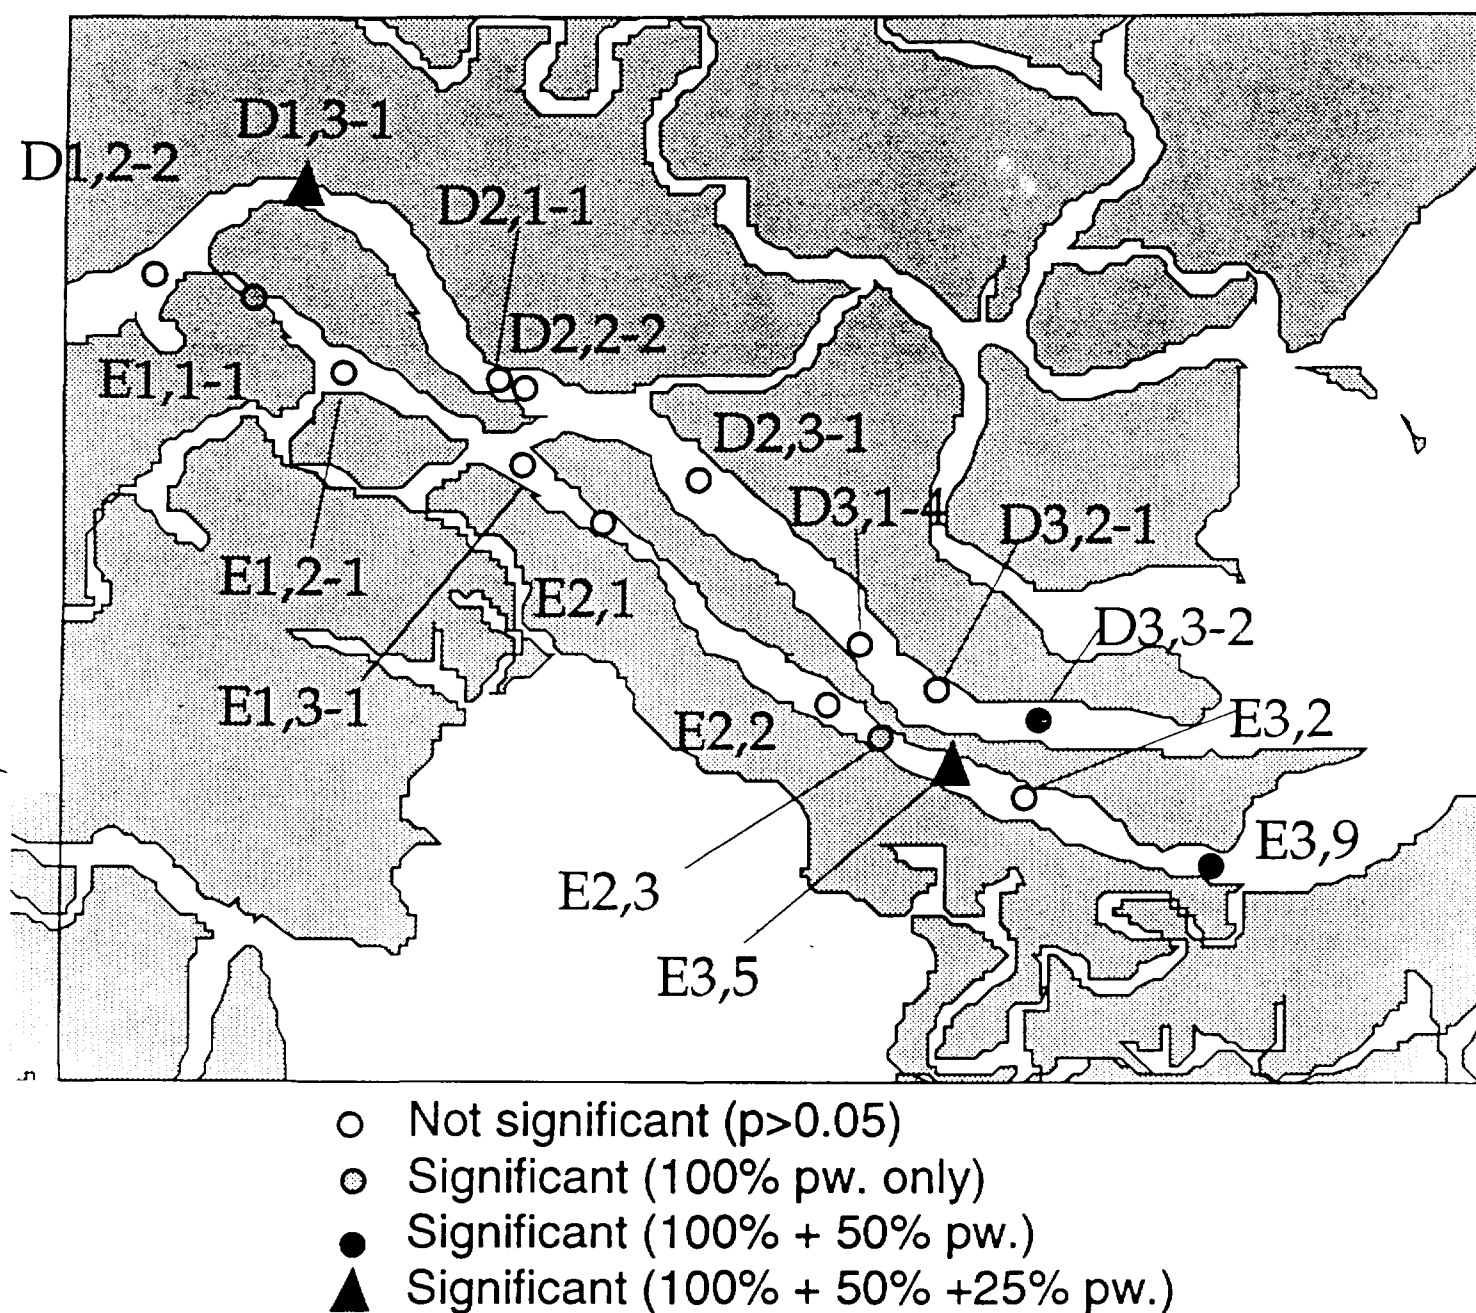 D1,3-1
D1,2-2
D2,1-1
D2,2-2
E1,1-1
D2,3-1
D3,1-4
D3,2-1
E1,2-1
E2,1
D3,3-2
E1,3-1
E2,2
E3,2
E3,9
E2,3
E3,5
Not significant (p>0.05)
Significant (100% pw. only)
Significant (100% + 50% pw.)
Significant (100% + 50% +25% pw.)